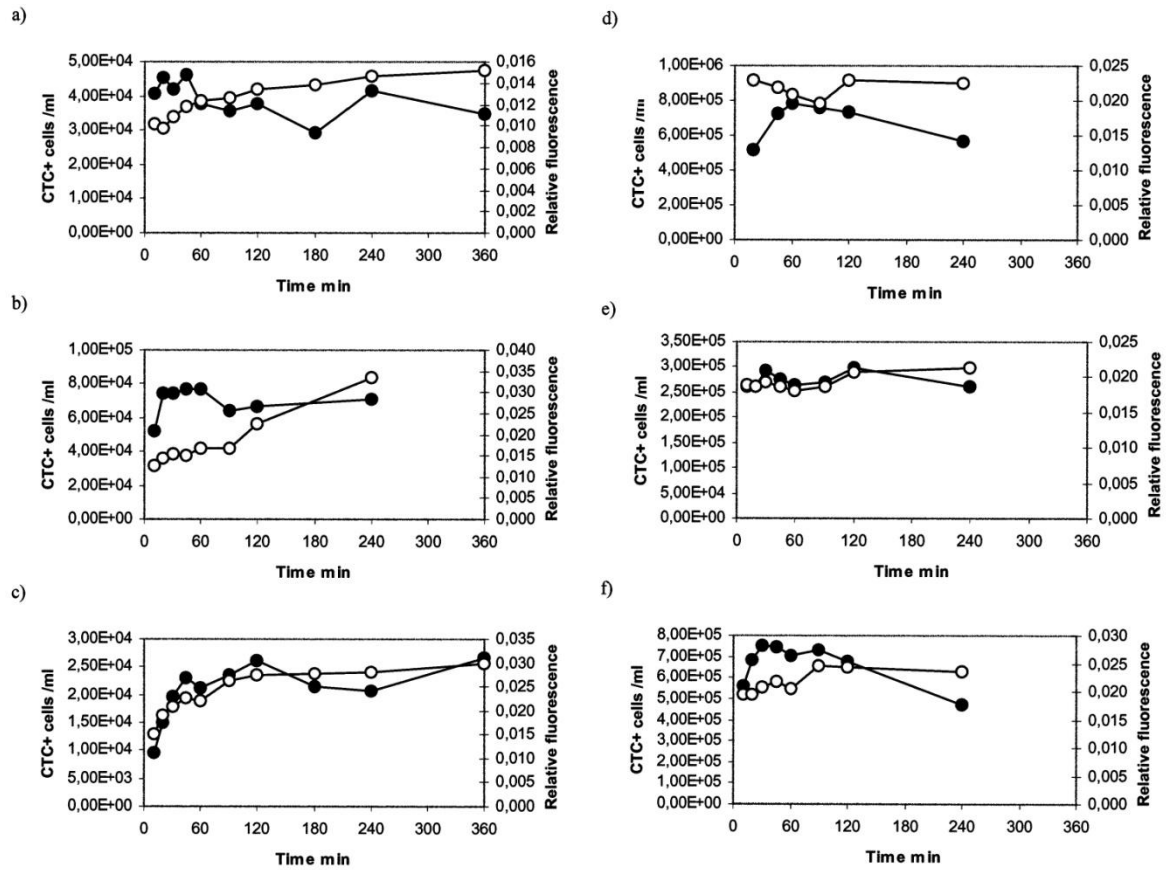 a)
CTC+ cells /ml
5,00E+04
4,00E+04
3,00E+04
2,00E+04
1,00E+04
0,00E+00
0,016
0,014
0,012
0,010
0,008
0,006
0,004
0,002
0,000
Relative fluorescence
0 60 120 180 240 300 360
Time min
b)
CTC+ cells /ml
1,00E+05
8,00E+04
6,00E+04
4,00E+04
2,00E+04
0,00E+00
0,040
0,035
0,030
0,025
0,020
0,015
0,010
0,005
0,000
Relative fluorescence
0 60 120 180 240 300 360
Time min
c)
CTC+ cells /ml
3,00E+04
2,50E+04
2,00E+04
1,50E+04
1,00E+04
5,00E+03
0,00E+00
0,035
0,030
0,025
0,020
0,015
0,010
0,005
0,000
Relative fluorescence
0 60 120 180 240 300 360
Time min
d)
CTC+ cells /m
1,00E+06
8,00E+05
6,00E+05
4,00E+05
2,00E+05
0,00E+00
0,025
0,020
0,015
0,010
0,005
0,000
Relative fluorescence
0 60 120 180 240 300 360
Time min
e)
CTC+ cells /ml
3,50E+05
3,00E+05
2,50E+05
2,00E+05
1,50E+05
1,00E+05
5,00E+04
0,00E+00
0,025
0,020
0,015
0,010
0,005
0,000
Relative fluorescence
0 60 120 180 240 300 360
Time min
f)
CTC+ cells /ml
8,00E+05
7,00E+05
6,00E+05
5,00E+05
4,00E+05
3,00E+05
2,00E+05
1,00E+05
0,00E+00
0,030
0,025
0,020
0,015
0,010
0,005
0,000
Relative fluorescence
0 60 120 180 240 300 360
Time min